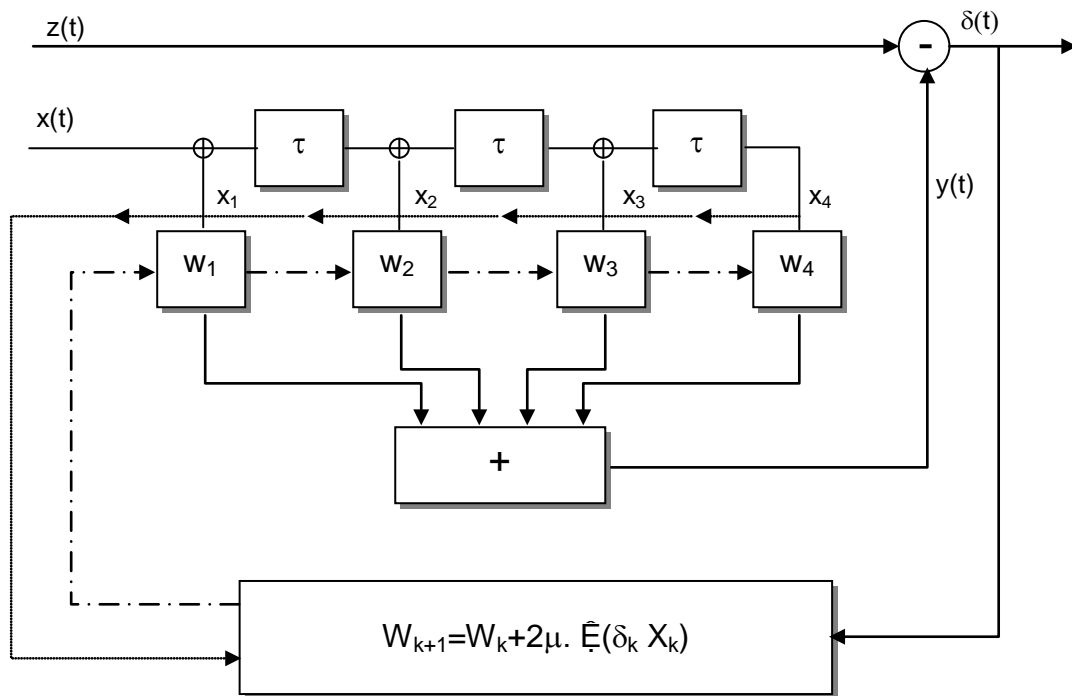 z(t) δ(t)
-
x(t)
τ τ τ
x₁ x₂ x₃ x₄ y(t)
w₁ w₂ w₃ w₄
+
Wₖ₊₁=Wₖ+2μ. Ệ(δₖ Xₖ)